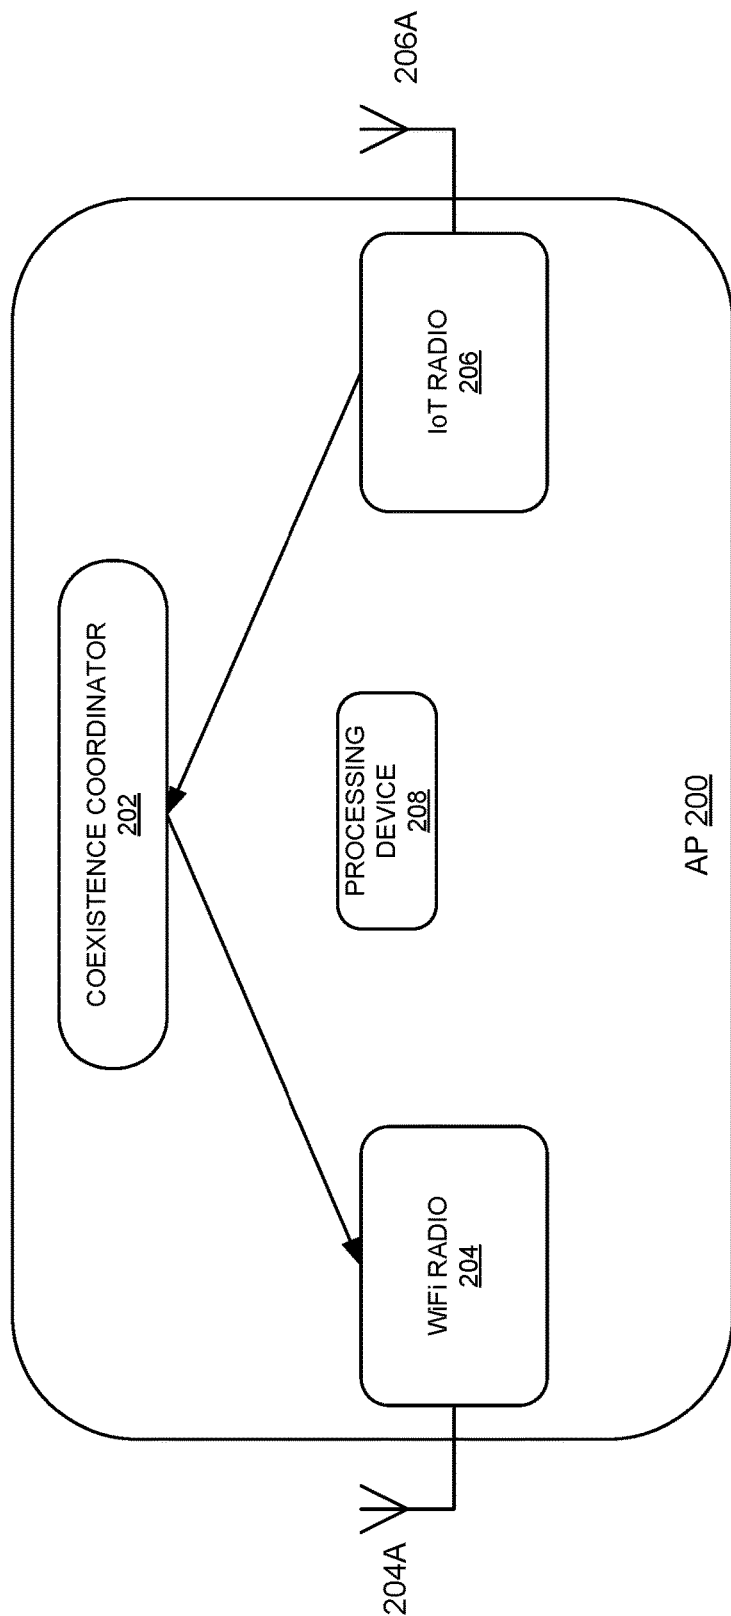 COEXISTENCE COORDINATOR
202
PROCESSING
DEVICE
208
WiFi RADIO
204
IoT RADIO
206
204A
206A
AP 200